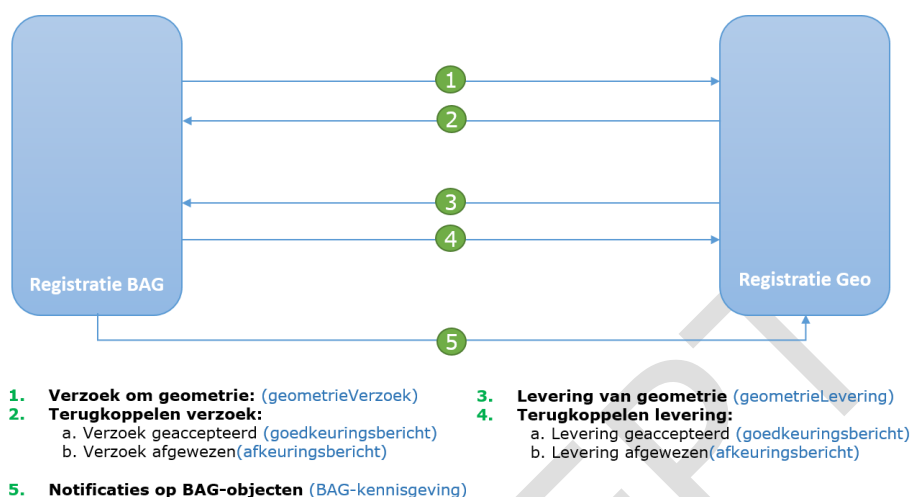 1
2
3
4
Registratie BAG
Registratie Geo
5
1. Verzoek om geometrie: (geometrieVerzoek)
2. Terugkoppelen verzoek:
a. Verzoek geaccepteerd (goedkeuringsbericht)
b. Verzoek afgewezen(afkeuringsbericht)
3. Levering van geometrie (geometrieLevering)
4. Terugkoppelen levering:
a. Levering geaccepteerd (goedkeuringsbericht)
b. Levering afgewezen(afkeuringsbericht)
5. Notificaties op BAG-objecten (BAG-kennisgeving)